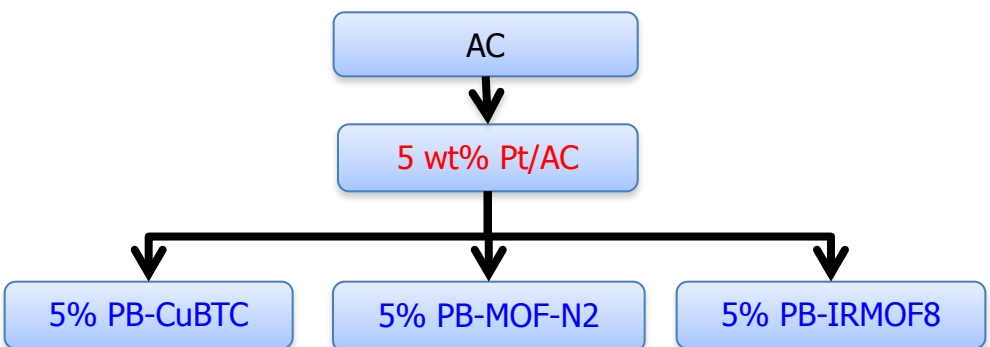 AC
5 wt% Pt/AC
5% PB-CuBTC
5% PB-MOF-N2
5% PB-IRMOF8